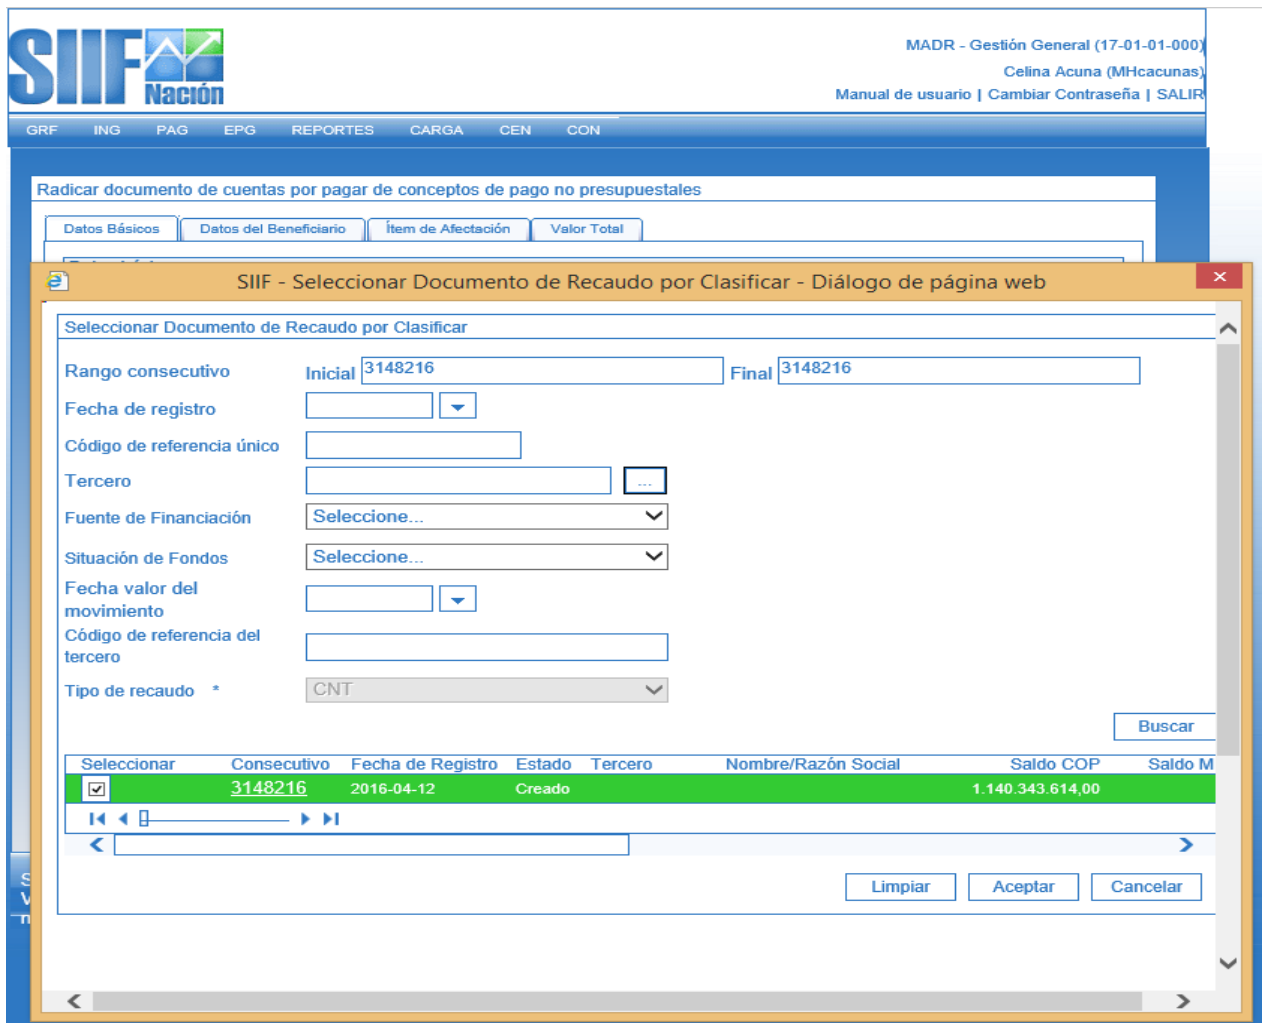 SIIF
Nación
MADR - Gestión General (17-01-01-000)
Celina Acuna (MHcacunas)
Manual de usuario | Cambiar Contraseña | SALIR
GRF ING PAG EPG REPORTES CARGA CEN CON
Radicar documento de cuentas por pagar de conceptos de pago no presupuestales
Datos Básicos Datos del Beneficiario Ítem de Afectación Valor Total
SIIF - Seleccionar Documento de Recaudo por Clasificar - Diálogo de página web
Seleccionar Documento de Recaudo por Clasificar
Rango consecutivo Inicial 3148216 Final 3148216
Fecha de registro
Código de referencia único
Tercero ...
Fuente de Financiación Seleccione...
Situación de Fondos Seleccione...
Fecha valor del
movimiento
Código de referencia del
tercero
Tipo de recaudo * CNT
Buscar
Seleccionar Consecutivo Fecha de Registro Estado Tercero Nombre/Razón Social Saldo COP Saldo M
3148216 2016-04-12 Creado 1.140.343.614,00
Limpiar Aceptar Cancelar